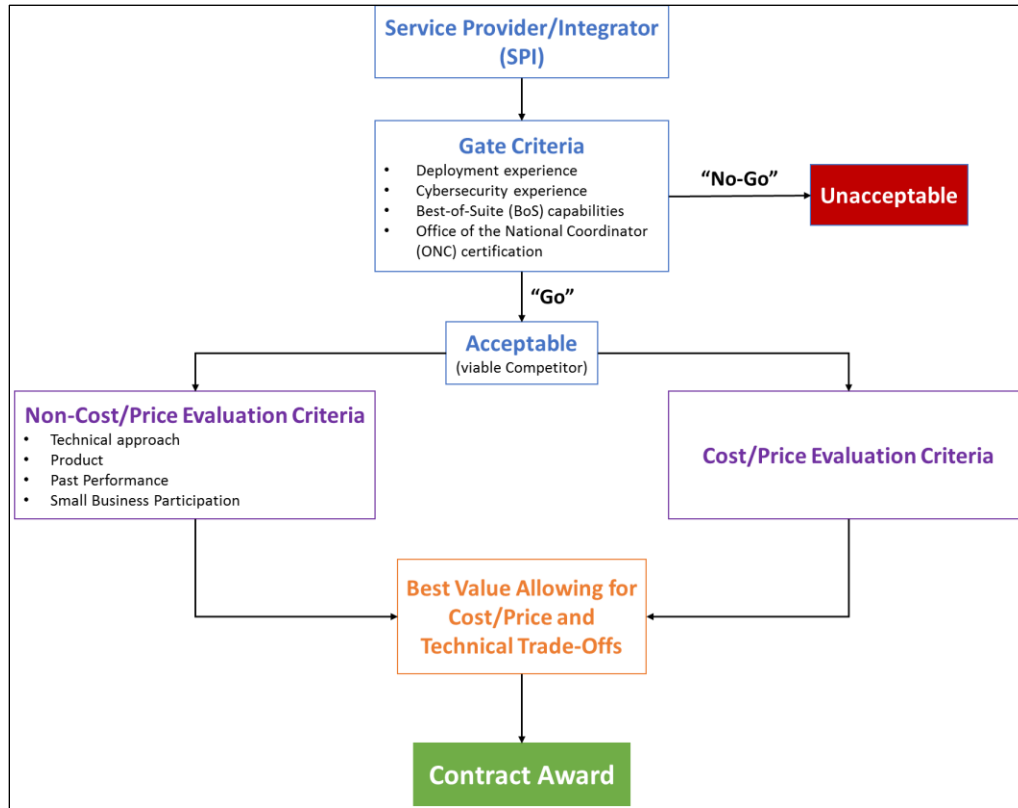 Service Provider/Integrator
(SPI)
Gate Criteria
• Deployment experience
• Cybersecurity experience
• Best-of-Suite (BoS) capabilities
• Office of the National Coordinator
(ONC) certification
“No-Go”
Unacceptable
“Go”
Acceptable
(viable Competitor)
Non-Cost/Price Evaluation Criteria
• Technical approach
• Product
• Past Performance
• Small Business Participation
Cost/Price Evaluation Criteria
Best Value Allowing for
Cost/Price and
Technical Trade-Offs
Contract Award